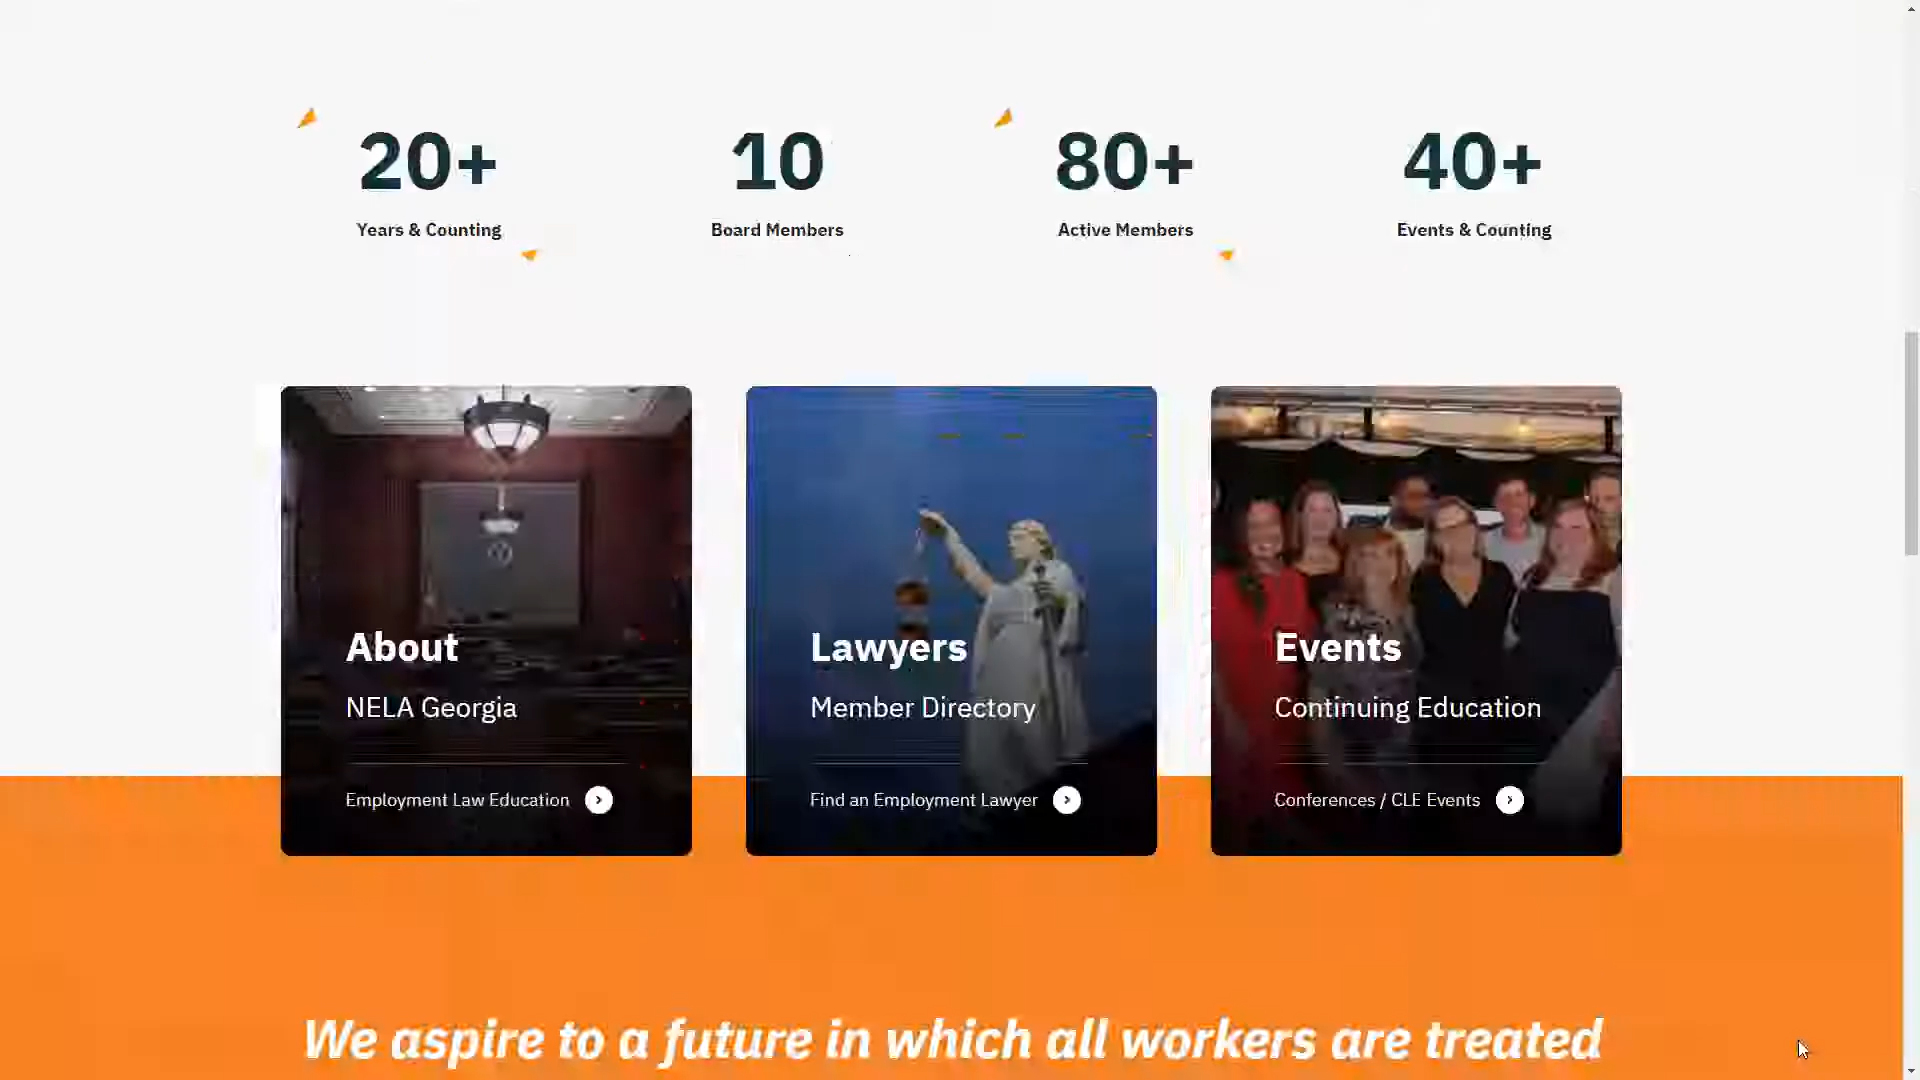 20+
10
80+
40+
Years & Counting
Board Members
Active Members
Events & Counting
About
NELA Georgia
Employment Law Education
Lawyers
Member Directory
Find an Employment Lawyer
Events
Continuing Education
Conferences / CLE Events
We aspire to a future in which all workers are treated